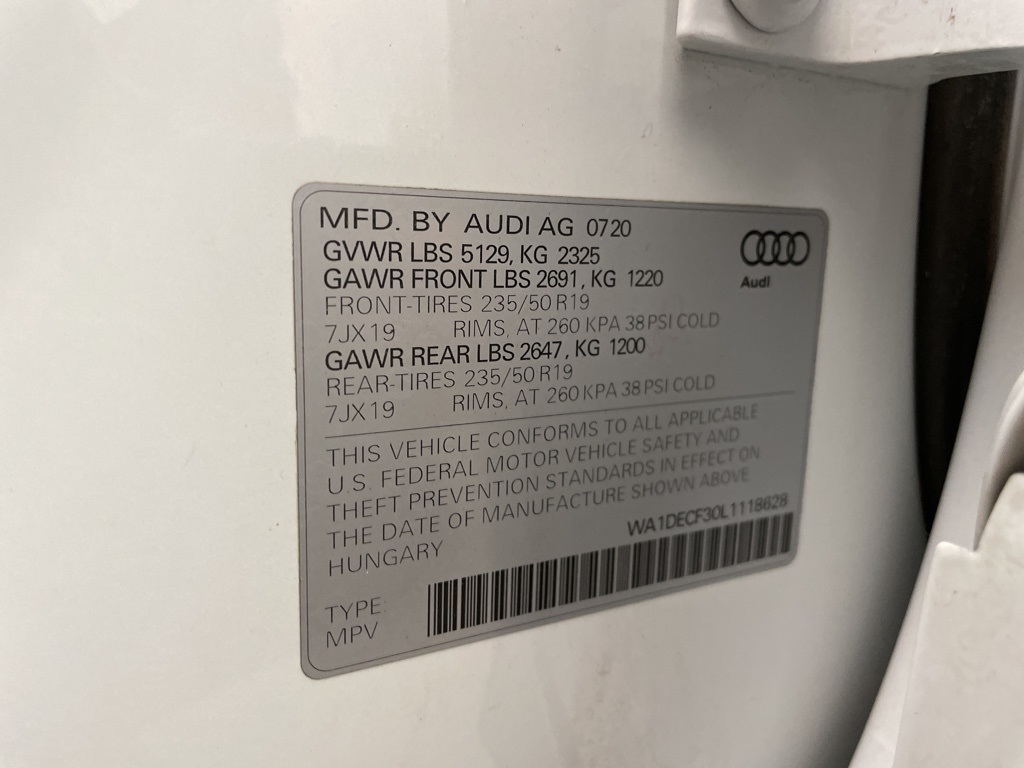 MFD. BY AUDI AG 0720
GVWR LBS 5129, KG 2325
GAWR FRONT LBS 2691, KG 1220
FRONT-TIRES 235/50 R19
7JX19 RIMS, AT 260 KPA 38 PSI COLD
GAWR REAR LBS 2647, KG 1200
REAR-TIRES 235/50 R19
7JX19 RIMS, AT 260 KPA 38 PSI COLD
Audi
THIS VEHICLE CONFORMS TO ALL APPLICABLE
U.S. FEDERAL MOTOR VEHICLE SAFETY AND
THEFT PREVENTION STANDARDS IN EFFECT ON
THE DATE OF MANUFACTURE SHOWN ABOVE
HUNGARY
WA1DECF30L1118628
TYPE:
MPV